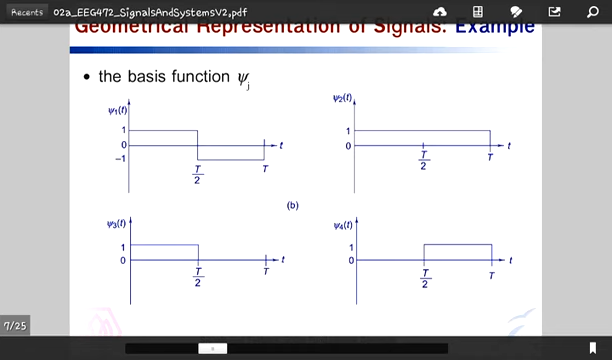 Recents 02a_EEG472_SignalsAndSystemsV2,pdf
Geometrical Representation of Signals: Example
• the basis function ψj
ψ1(t)
1
0
−1
T/2
T
t
ψ2(t)
1
0
T/2
T
t
(b)
ψ3(t)
1
0
T/2
T
t
ψ4(t)
1
0
T/2
T
t
7/25